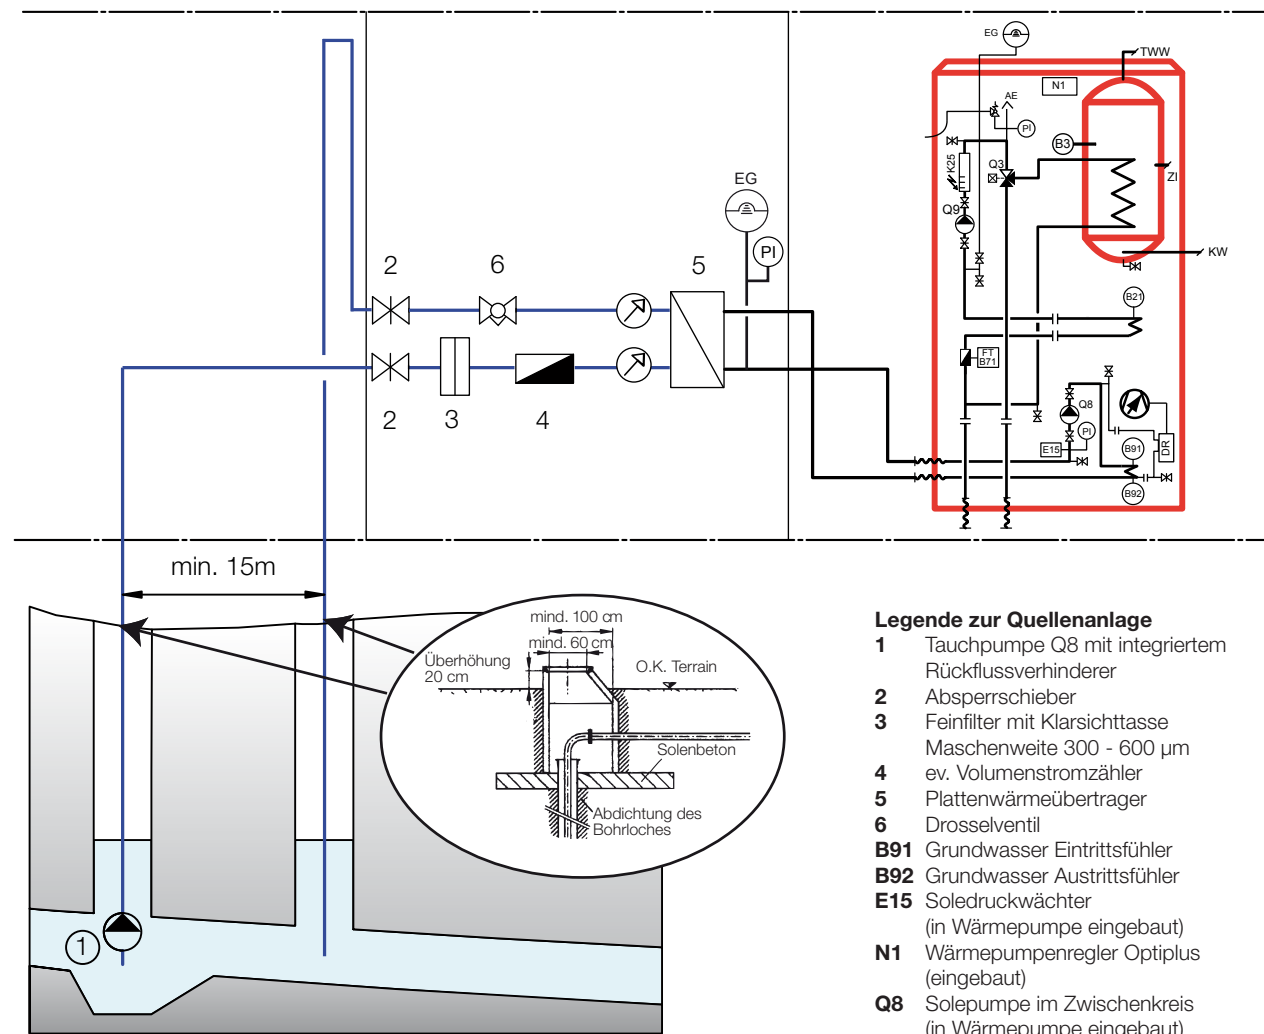 EG
TWW
N1
AE
PI
B3
K25
Q3
ZI
Q9
EG
PI
KW
2
6
5
B21
FT
B71
2
3
4
Q8
PI
E15
B91
DR
B92
min. 15m
mind. 100 cm
mind. 60 cm
Überhöhung
20 cm
O.K. Terrain
Solenbeton
Abdichtung des
Bohrloches
1
Legende zur Quellenanlage
1 Tauchpumpe Q8 mit integriertem
Rückflussverhinderer
2 Absperrschieber
3 Feinfilter mit Klarsichttasse
Maschenweite 300 - 600 µm
4 ev. Volumenstromzähler
5 Plattenwärmeübertrager
6 Drosselventil
B91 Grundwasser Eintrittsfühler
B92 Grundwasser Austrittsfühler
E15 Soledruckwächter
(in Wärmepumpe eingebaut)
N1 Wärmepumpenregler Optiplus
(eingebaut)
Q8 Solepumpe im Zwischenkreis
(in Wärmepumpe eingebaut)